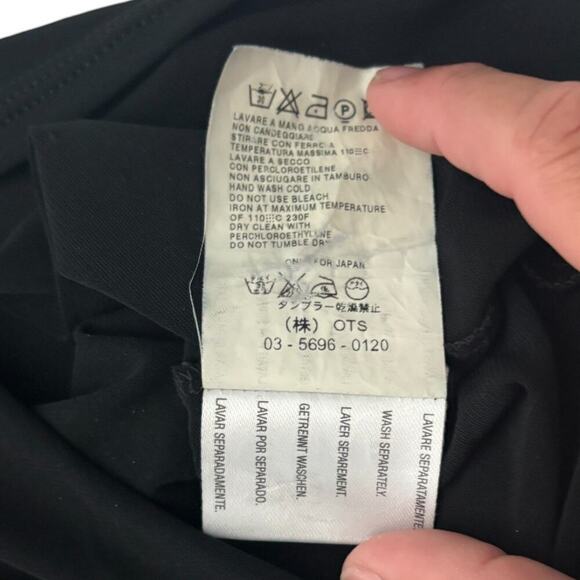 LAVARE A MANO ACQUA FREDDA
NON CANDEGGIARE
STIRARE CON FERRO A
TEMPERATURA MASSIMA 110 C
LAVARE A SECCO
CON PERCLOROETILENE
NON ASCIUGARE IN TAMBURO
HAND WASH COLD
DO NOT USE BLEACH
IRON AT MAXIMUM TEMPERATURE
OF 110 C 230F
DRY CLEAN WITH
PERCHLOROETHYLENE
DO NOT TUMBLE DRY
ONLY FOR JAPAN
タンブラー乾燥禁止
(株) OTS
03-5696-0120
LAVARE SEPARATAMENTE.
WASH SEPARATELY.
LAVER SEPAREMENT.
GETRENNT WASCHEN.
LAVAR POR SEPARADO.
LAVAR SEPARADAMENTE.